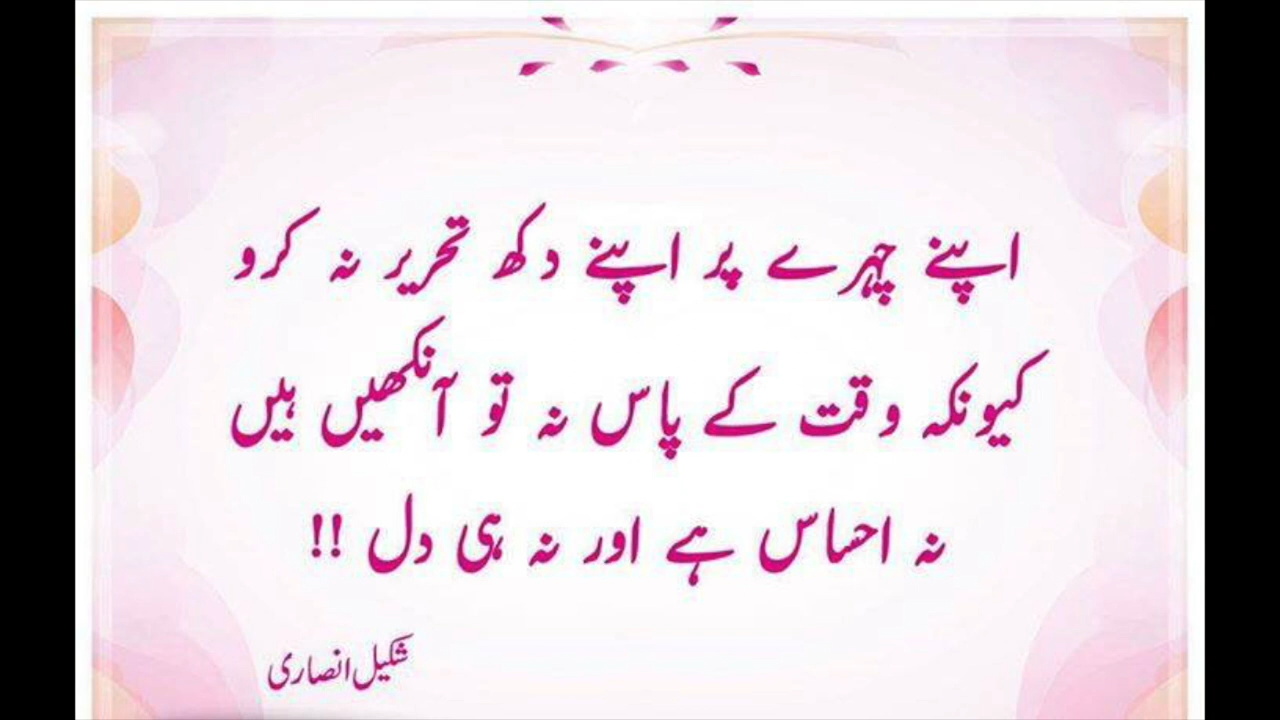 اپنے چہرے پر اپنے دکھ تحریر نہ کرو
کیونکہ وقت کے پاس نہ تو آنکھیں ہیں
نہ احساس ہے اور نہ ہی دل !!
شکیل انصاری